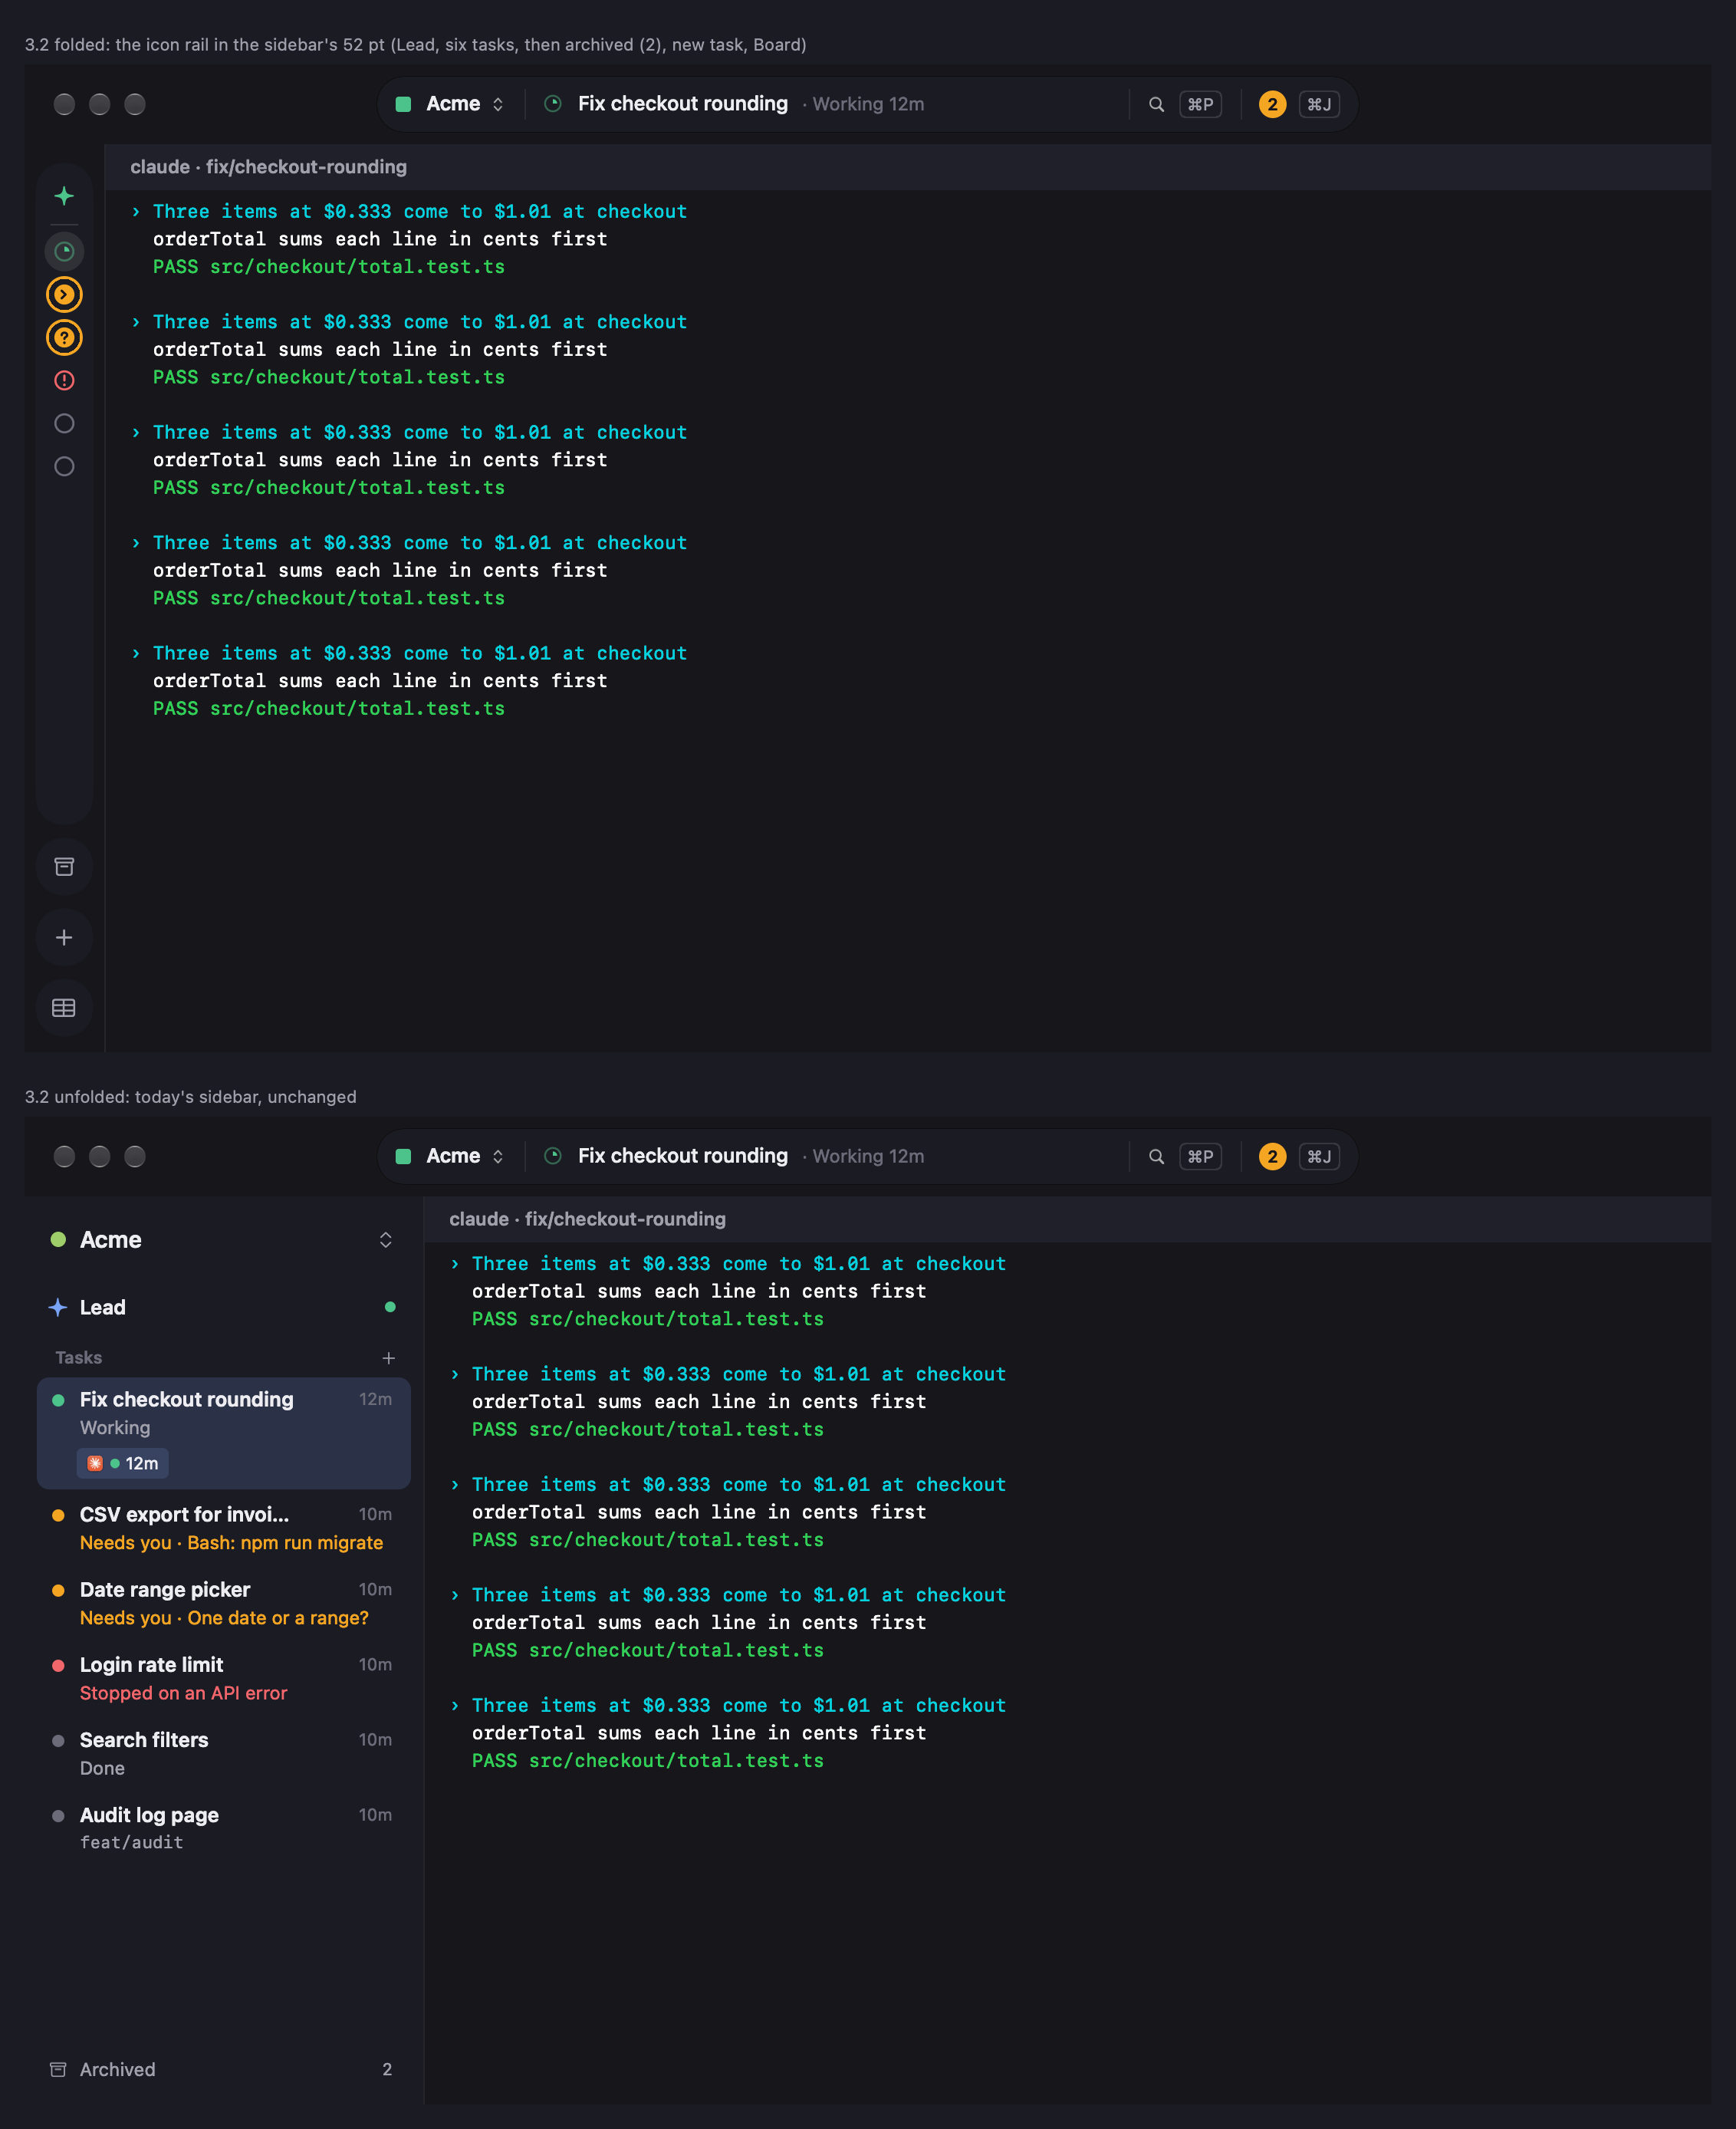 3.2 folded: the icon rail in the sidebar's 52 pt (Lead, six tasks, then archived (2), new task, Board)
Acme Fix checkout rounding · Working 12m ⌘P 2 ⌘J
claude · fix/checkout-rounding
› Three items at $0.333 come to $1.01 at checkout
orderTotal sums each line in cents first
PASS src/checkout/total.test.ts
› Three items at $0.333 come to $1.01 at checkout
orderTotal sums each line in cents first
PASS src/checkout/total.test.ts
› Three items at $0.333 come to $1.01 at checkout
orderTotal sums each line in cents first
PASS src/checkout/total.test.ts
› Three items at $0.333 come to $1.01 at checkout
orderTotal sums each line in cents first
PASS src/checkout/total.test.ts
› Three items at $0.333 come to $1.01 at checkout
orderTotal sums each line in cents first
PASS src/checkout/total.test.ts
3.2 unfolded: today's sidebar, unchanged
Acme Fix checkout rounding · Working 12m ⌘P 2 ⌘J
Acme
Lead
Tasks
Fix checkout rounding 12m
Working
12m
CSV export for invoi... 10m
Needs you · Bash: npm run migrate
Date range picker 10m
Needs you · One date or a range?
Login rate limit 10m
Stopped on an API error
Search filters 10m
Done
Audit log page 10m
feat/audit
Archived 2
claude · fix/checkout-rounding
› Three items at $0.333 come to $1.01 at checkout
orderTotal sums each line in cents first
PASS src/checkout/total.test.ts
› Three items at $0.333 come to $1.01 at checkout
orderTotal sums each line in cents first
PASS src/checkout/total.test.ts
› Three items at $0.333 come to $1.01 at checkout
orderTotal sums each line in cents first
PASS src/checkout/total.test.ts
› Three items at $0.333 come to $1.01 at checkout
orderTotal sums each line in cents first
PASS src/checkout/total.test.ts
› Three items at $0.333 come to $1.01 at checkout
orderTotal sums each line in cents first
PASS src/checkout/total.test.ts